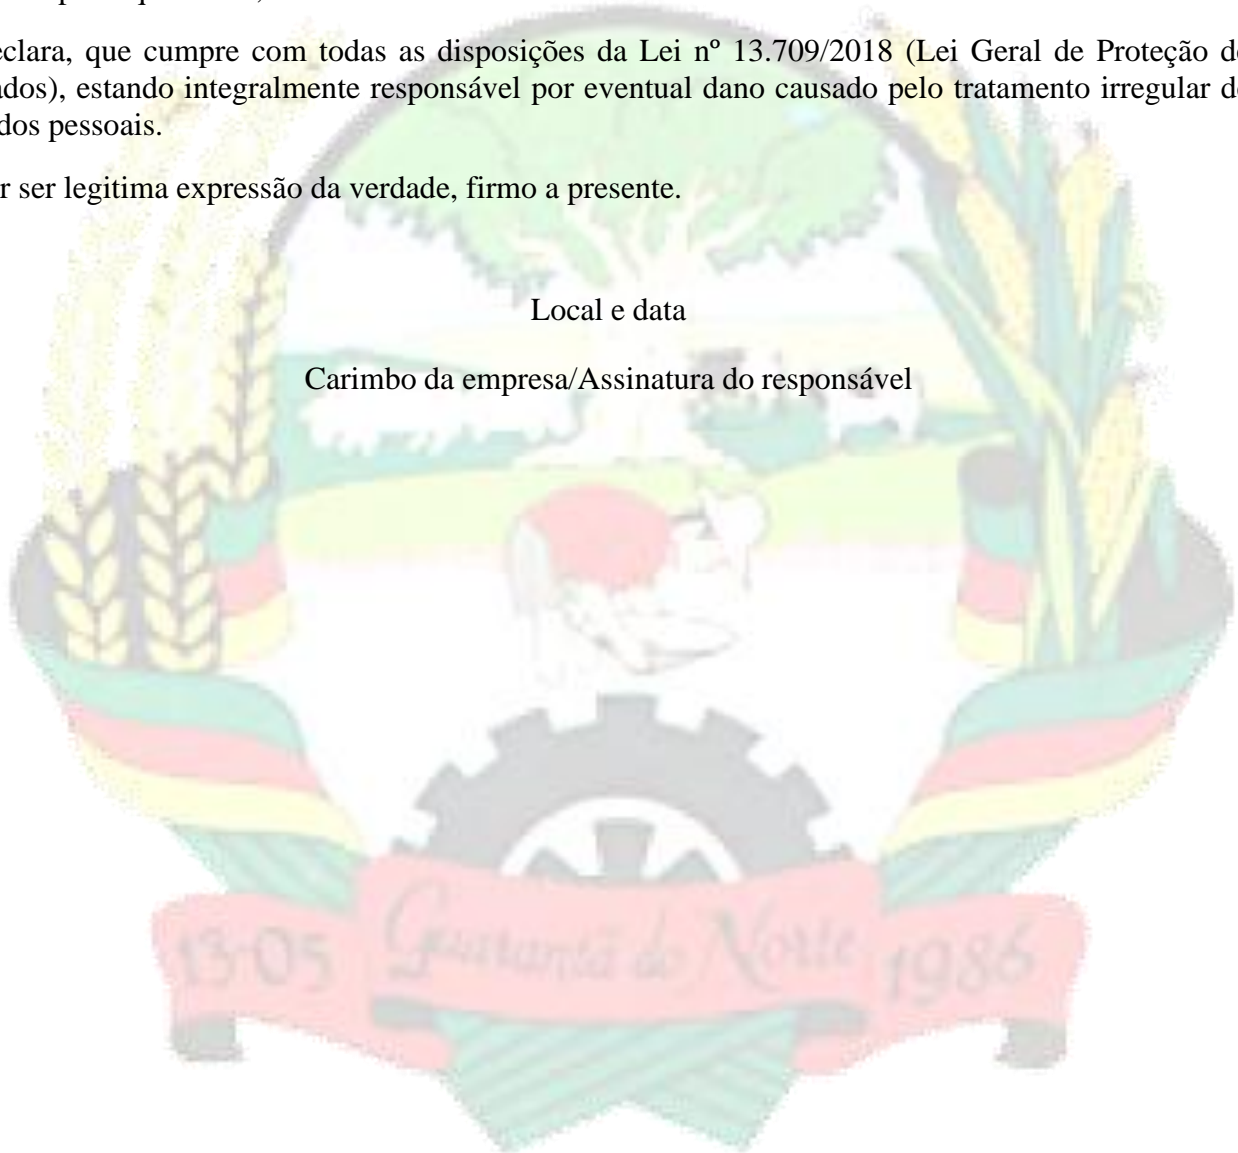 eclara, que cumpre com todas as disposições da Lei nº 13.709/2018 (Lei Geral de Proteção de
ados), estando integralmente responsável por eventual dano causado pelo tratamento irregular de
dos pessoais.
r ser legitima expressão da verdade, firmo a presente.
Local e data
Carimbo da empresa/Assinatura do responsável
13-05 Guarantã do Norte 1986